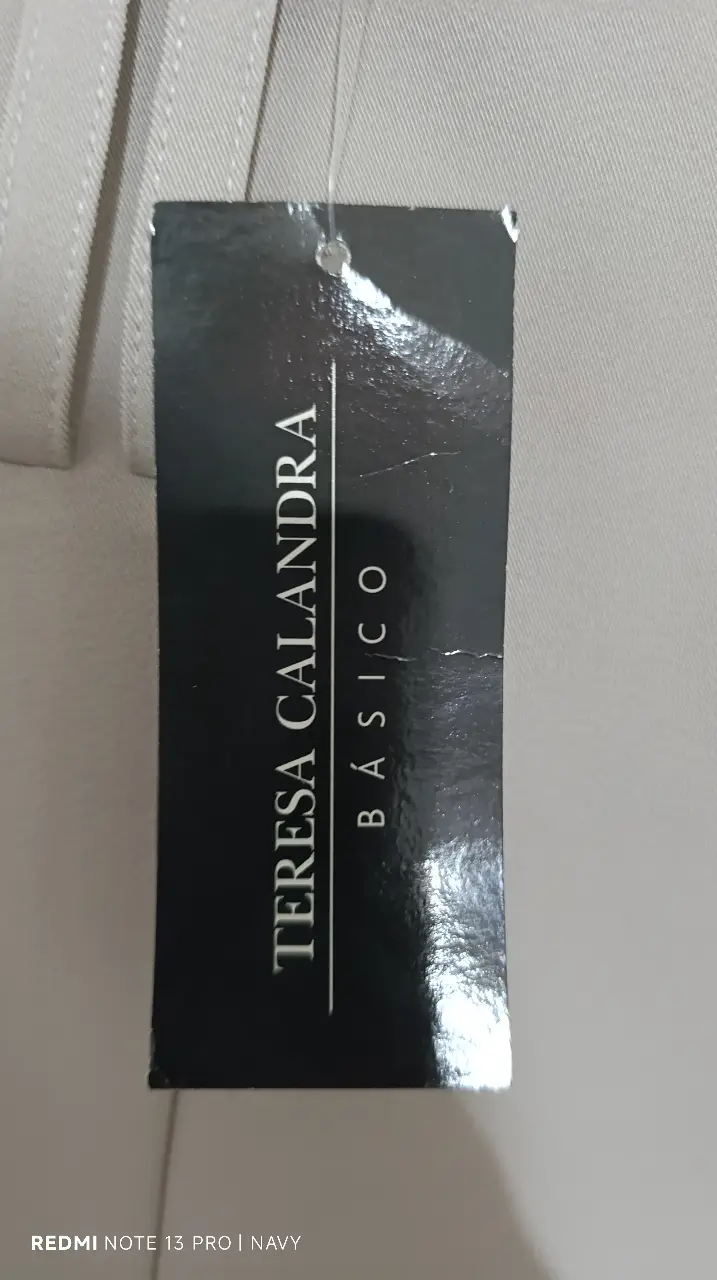 TERESA CALANDRA
BÁSICO
REDMI NOTE 13 PRO | NAVY